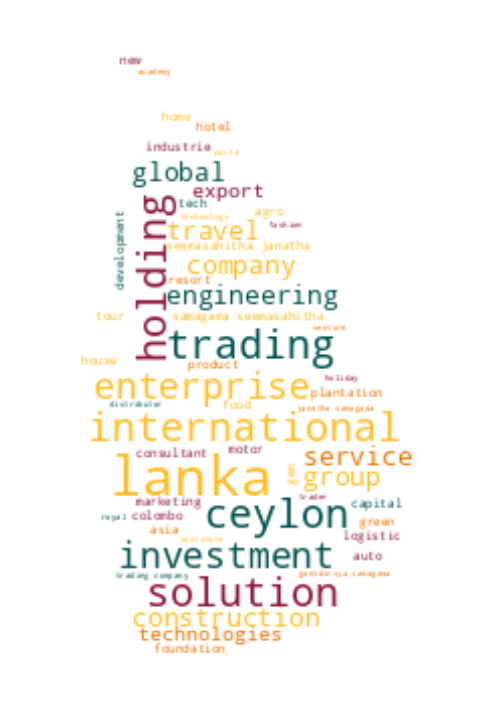 new
academy
home
hotel
industrie world
global
export
holding
tech
development
agro
technology
fashion
travel
seemasahitha janatha
company
resort
engineering
tour
samagama seemasahitha
venture
trading
house
product
holiday
enterprise
plantation
distributor
food
janatha samagama
international
consultant
motor
service
lanka
gem
group
trader
marketing
capital
royal
colombo
ceylon
green
asia
institute
logistic
investment
auto
trading company
solution
construction
technologies
foundation